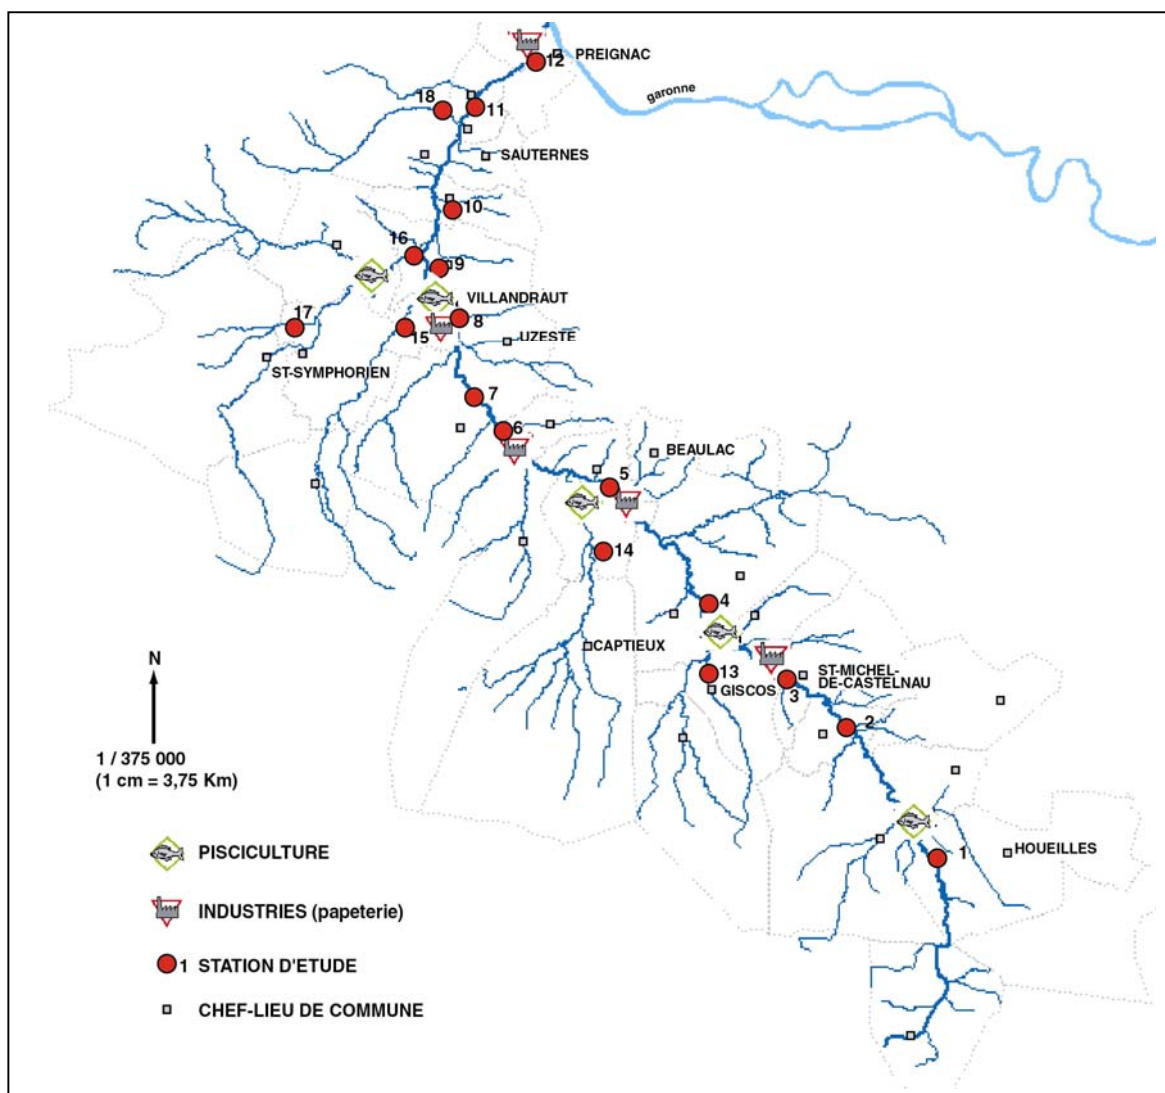 12
PREIGNAC
garonne
18
11
SAUTERNES
10
16
9
VILLANDRAUT
17
8
15
UZESTE
ST-SYMPHORIEN
7
6
BEAULAC
5
14
4
CAPTIEUX
13
GISCOS
3
ST-MICHEL-
DE-CASTELNAU
2
1
HOUEILLES
N
1 / 375 000
(1 cm = 3,75 Km)
PISCICULTURE
INDUSTRIES (papeterie)
1 STATION D'ETUDE
CHEF-LIEU DE COMMUNE